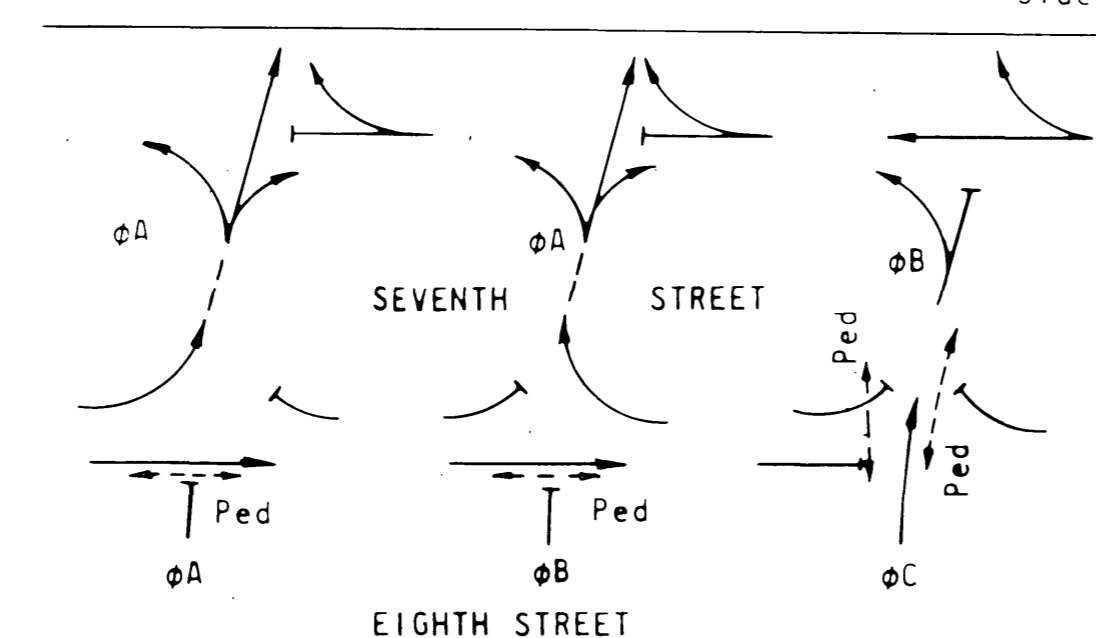 φA
φA
φB
SEVENTH STREET
Ped
Ped
Ped
Ped
φA
φB
φC
EIGHTH STREET